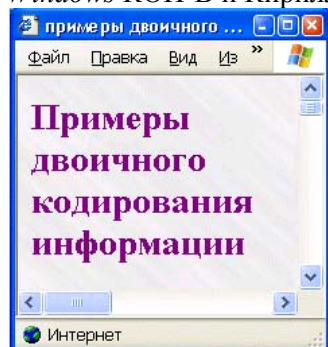 примеры двоичного ...
Файл Правка Вид Из »
Примеры
двоичного
кодирования
информации
Интернет